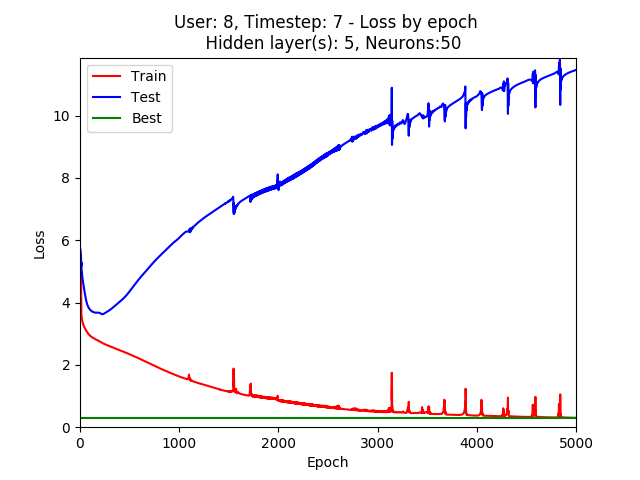 User: 8, Timestep: 7 - Loss by epoch
Hidden layer(s): 5, Neurons:50
Train
Test
Best
10
8
6
4
2
0
Loss
0 1000 2000 3000 4000 5000
Epoch